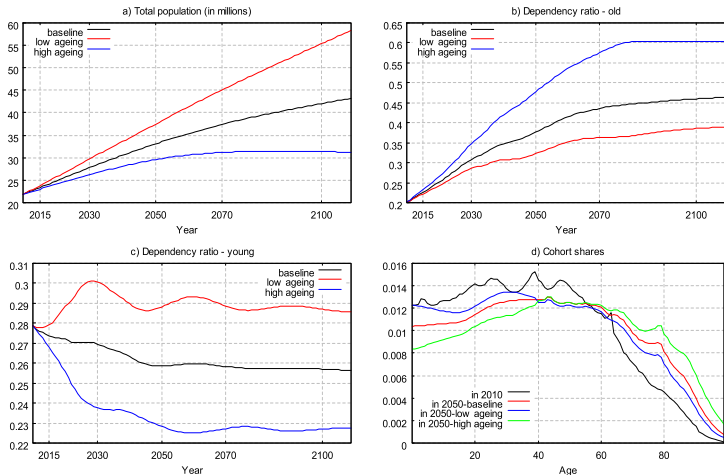 a) Total population (in millions)
baseline
low ageing
high ageing
60
55
50
45
40
35
30
25
20
2015 2030 2050 2070 2100
Year
b) Dependency ratio - old
baseline
low ageing
high ageing
0.65
0.6
0.55
0.5
0.45
0.4
0.35
0.3
0.25
0.2
2015 2030 2050 2070 2100
Year
c) Dependency ratio - young
baseline
low ageing
high ageing
0.31
0.3
0.29
0.28
0.27
0.26
0.25
0.24
0.23
0.22
2015 2030 2050 2070 2100
Year
d) Cohort shares
0.016
0.014
0.012
0.01
0.008
0.006
0.004
0.002
0
in 2010
in 2050-baseline
in 2050-low ageing
in 2050-high ageing
20 40 60 80
Age